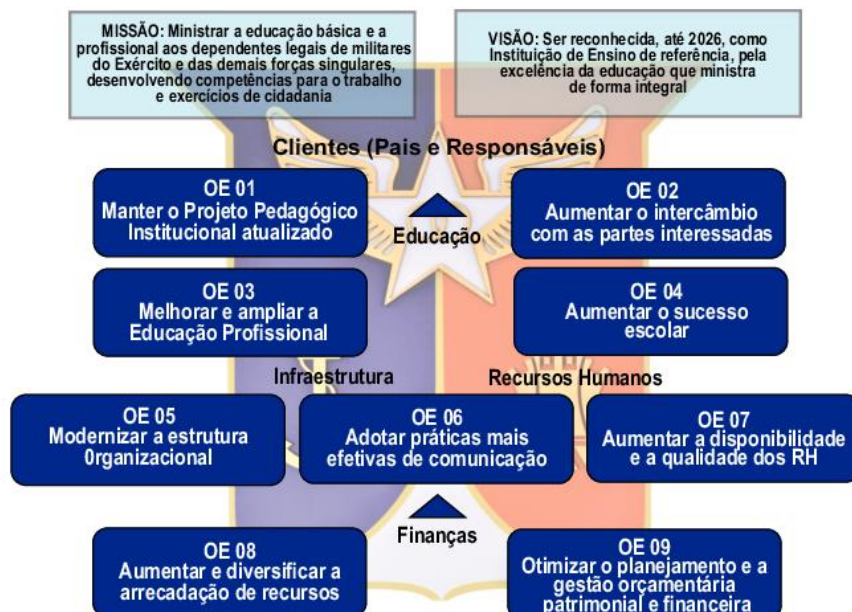 MISSÃO: Ministrar a educação básica e a
profissional aos dependentes legais de militares
do Exército e das demais forças singulares,
desenvolvendo competências para o trabalho
e exercícios de cidadania
VISÃO: Ser reconhecida, até 2026, como
Instituição de Ensino de referência, pela
excelência da educação que ministra
de forma integral
Clientes (Pais e Responsáveis)
OE 01
Manter o Projeto Pedagógico
Institucional atualizado
Educação
OE 02
Aumentar o intercâmbio
com as partes interessadas
OE 03
Melhorar e ampliar a
Educação Profissional
OE 04
Aumentar o sucesso
escolar
Infraestrutura
Recursos Humanos
OE 05
Modernizar a estrutura
0rganizacional
OE 06
Adotar práticas mais
efetivas de comunicação
OE 07
Aumentar a disponibilidade
e a qualidade dos RH
Finanças
OE 08
Aumentar e diversificar a
arrecadação de recursos
OE 09
Otimizar o planejamento e a
gestão orçamentária
patrimonial e financeira